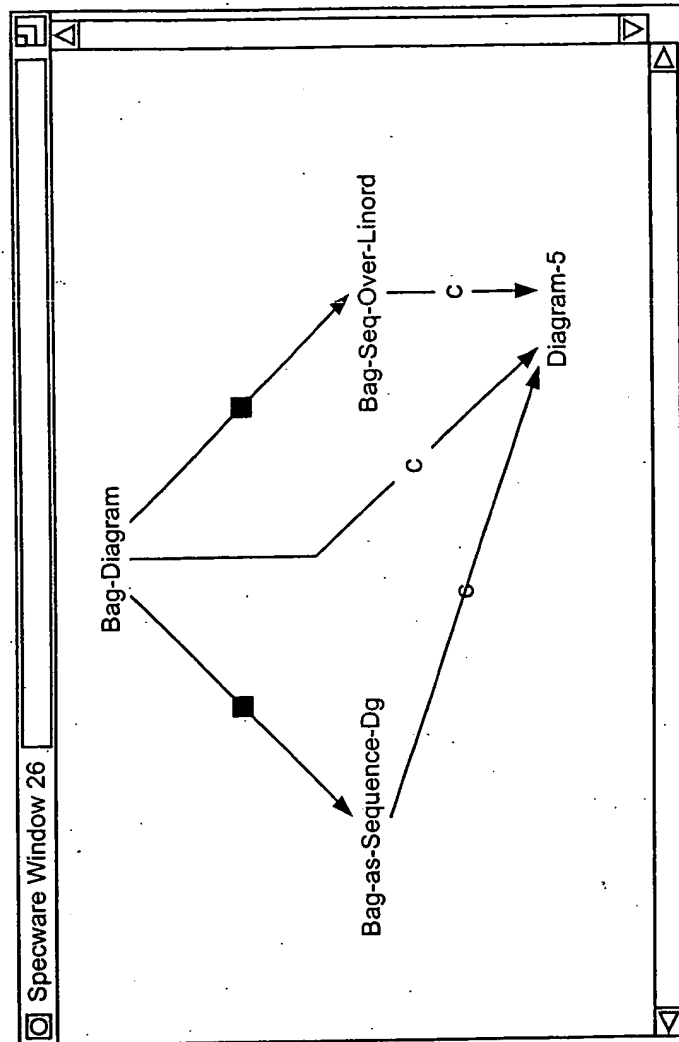 Specware Window 26
Bag-Diagram
Bag-as-Sequence-Dg
Bag-Seq-Over-Linord
c
c
c
Diagram-5